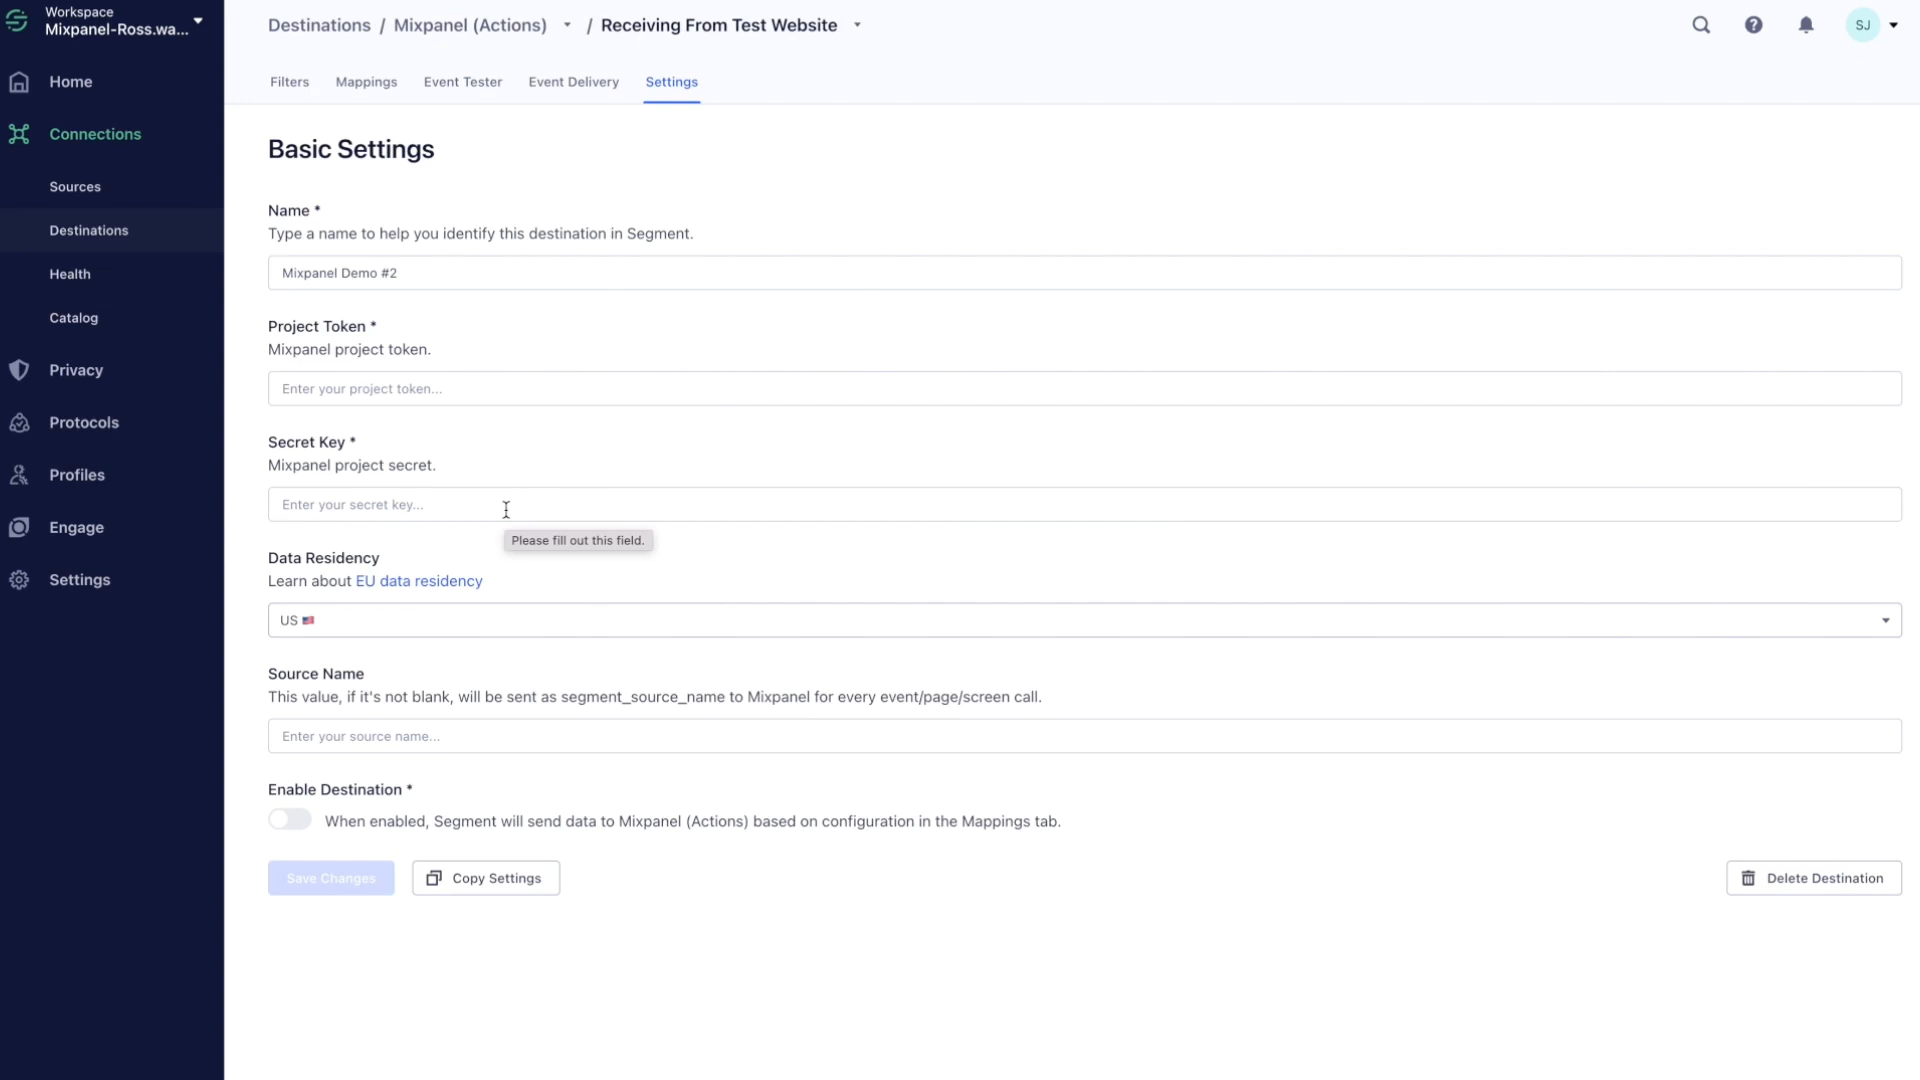 Workspace
Mixpanel-Ross.wa...
Destinations / Mixpanel (Actions) / Receiving From Test Website
SJ
Home
Connections
Sources
Destinations
Health
Catalog
Privacy
Protocols
Profiles
Engage
Settings
Filters Mappings Event Tester Event Delivery Settings
Basic Settings
Name *
Type a name to help you identify this destination in Segment.
Mixpanel Demo #2
Project Token *
Mixpanel project token.
Enter your project token...
Secret Key *
Mixpanel project secret.
Enter your secret key...
Please fill out this field.
Data Residency
Learn about EU data residency
US 🇺🇸
Source Name
This value, if it's not blank, will be sent as segment_source_name to Mixpanel for every event/page/screen call.
Enter your source name...
Enable Destination *
When enabled, Segment will send data to Mixpanel (Actions) based on configuration in the Mappings tab.
Save Changes Copy Settings Delete Destination